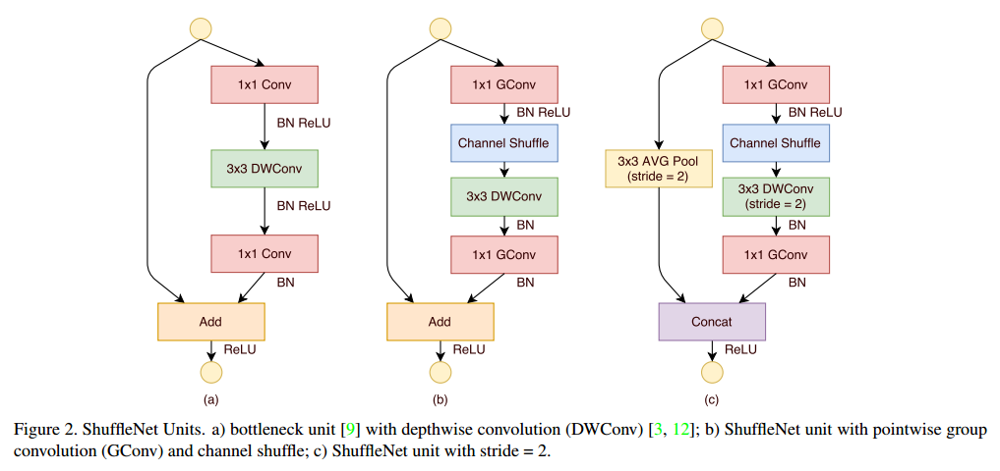 1x1 Conv
BN ReLU
3x3 DWConv
BN ReLU
1x1 Conv
BN
Add
ReLU
(a)
1x1 GConv
BN ReLU
Channel Shuffle
3x3 DWConv
BN
1x1 GConv
BN
Add
ReLU
(b)
1x1 GConv
BN ReLU
Channel Shuffle
3x3 AVG Pool
(stride = 2)
3x3 DWConv
(stride = 2)
BN
1x1 GConv
BN
Concat
ReLU
(c)
Figure 2. ShuffleNet Units. a) bottleneck unit [9] with depthwise convolution (DWConv) [3, 12]; b) ShuffleNet unit with pointwise group
convolution (GConv) and channel shuffle; c) ShuffleNet unit with stride = 2.